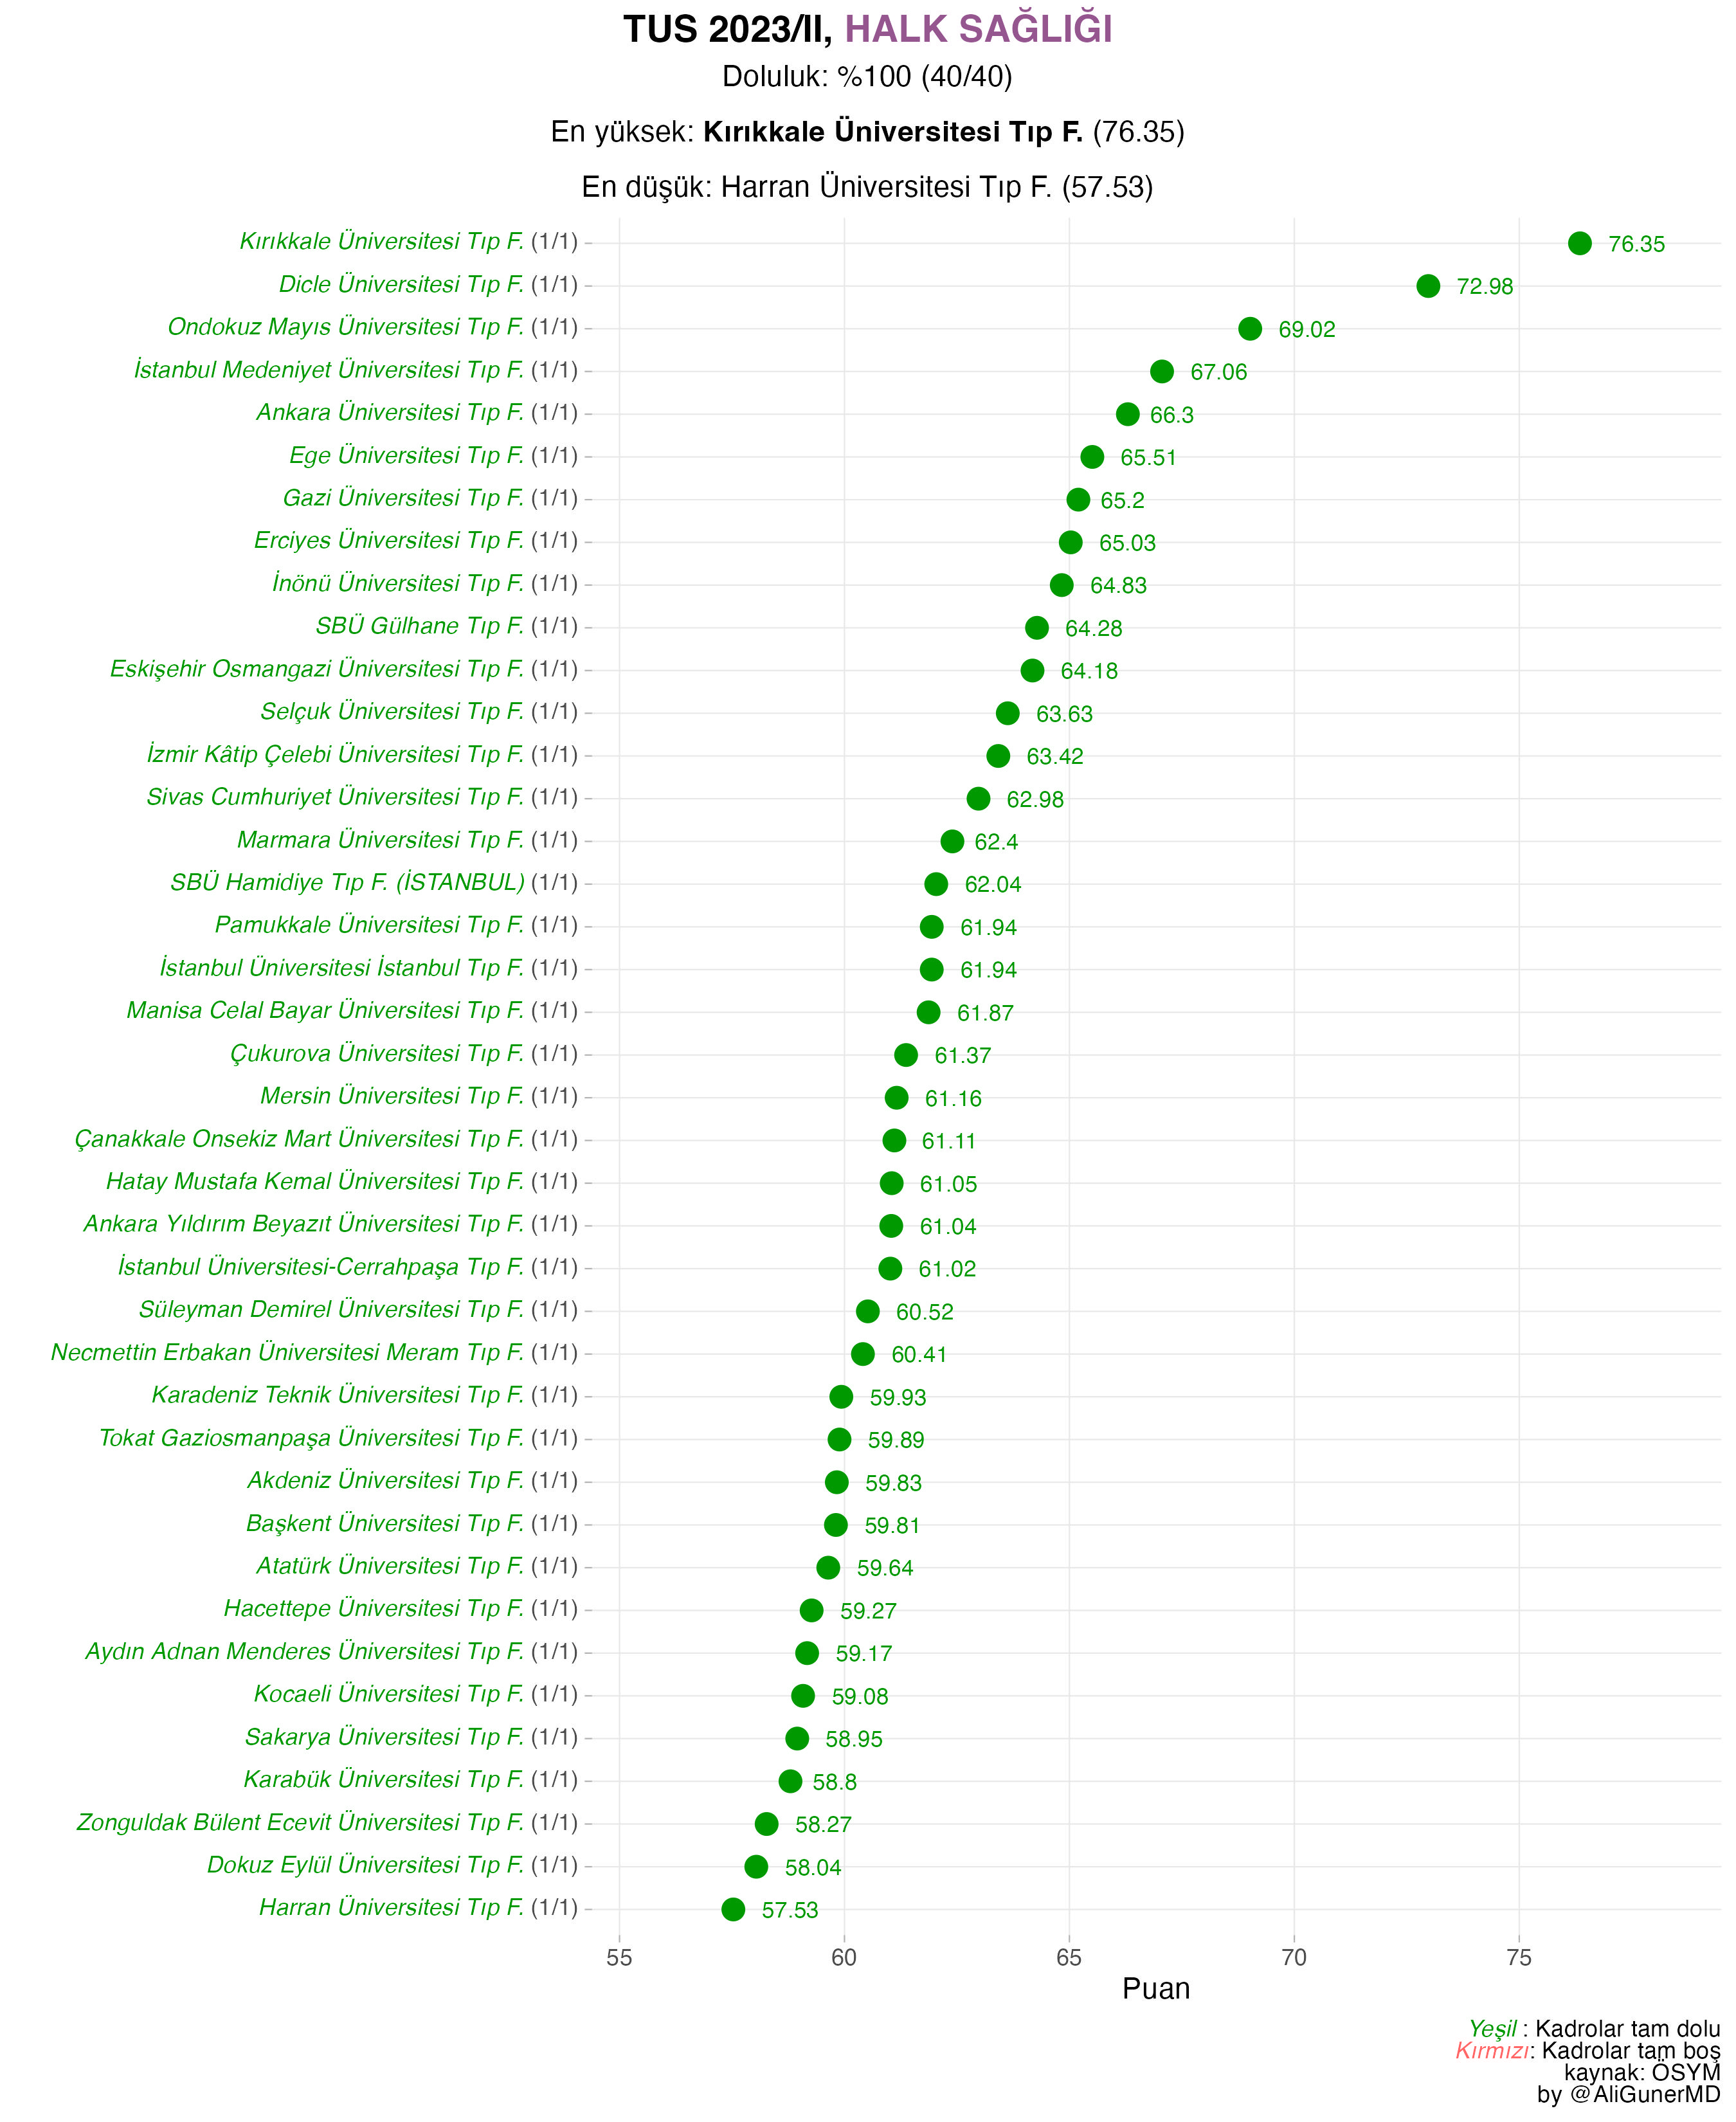 TUS 2023/II, HALK SAĞLIĞI
Doluluk: %100 (40/40)
En yüksek: Kırıkkale Üniversitesi Tıp F. (76.35)
En düşük: Harran Üniversitesi Tıp F. (57.53)
Kırıkkale Üniversitesi Tıp F. (1/1) 76.35
Dicle Üniversitesi Tıp F. (1/1) 72.98
Ondokuz Mayıs Üniversitesi Tıp F. (1/1) 69.02
İstanbul Medeniyet Üniversitesi Tıp F. (1/1) 67.06
Ankara Üniversitesi Tıp F. (1/1) 66.3
Ege Üniversitesi Tıp F. (1/1) 65.51
Gazi Üniversitesi Tıp F. (1/1) 65.2
Erciyes Üniversitesi Tıp F. (1/1) 65.03
İnönü Üniversitesi Tıp F. (1/1) 64.83
SBÜ Gülhane Tıp F. (1/1) 64.28
Eskişehir Osmangazi Üniversitesi Tıp F. (1/1) 64.18
Selçuk Üniversitesi Tıp F. (1/1) 63.63
İzmir Kâtip Çelebi Üniversitesi Tıp F. (1/1) 63.42
Sivas Cumhuriyet Üniversitesi Tıp F. (1/1) 62.98
Marmara Üniversitesi Tıp F. (1/1) 62.4
SBÜ Hamidiye Tıp F. (İSTANBUL) (1/1) 62.04
Pamukkale Üniversitesi Tıp F. (1/1) 61.94
İstanbul Üniversitesi İstanbul Tıp F. (1/1) 61.94
Manisa Celal Bayar Üniversitesi Tıp F. (1/1) 61.87
Çukurova Üniversitesi Tıp F. (1/1) 61.37
Mersin Üniversitesi Tıp F. (1/1) 61.16
Çanakkale Onsekiz Mart Üniversitesi Tıp F. (1/1) 61.11
Hatay Mustafa Kemal Üniversitesi Tıp F. (1/1) 61.05
Ankara Yıldırım Beyazıt Üniversitesi Tıp F. (1/1) 61.04
İstanbul Üniversitesi-Cerrahpaşa Tıp F. (1/1) 61.02
Süleyman Demirel Üniversitesi Tıp F. (1/1) 60.52
Necmettin Erbakan Üniversitesi Meram Tıp F. (1/1) 60.41
Karadeniz Teknik Üniversitesi Tıp F. (1/1) 59.93
Tokat Gaziosmanpaşa Üniversitesi Tıp F. (1/1) 59.89
Akdeniz Üniversitesi Tıp F. (1/1) 59.83
Başkent Üniversitesi Tıp F. (1/1) 59.81
Atatürk Üniversitesi Tıp F. (1/1) 59.64
Hacettepe Üniversitesi Tıp F. (1/1) 59.27
Aydın Adnan Menderes Üniversitesi Tıp F. (1/1) 59.17
Kocaeli Üniversitesi Tıp F. (1/1) 59.08
Sakarya Üniversitesi Tıp F. (1/1) 58.95
Karabük Üniversitesi Tıp F. (1/1) 58.8
Zonguldak Bülent Ecevit Üniversitesi Tıp F. (1/1) 58.27
Dokuz Eylül Üniversitesi Tıp F. (1/1) 58.04
Harran Üniversitesi Tıp F. (1/1) 57.53
55 60 65 70 75
Puan
Yeşil : Kadrolar tam dolu
Kırmızı: Kadrolar tam boş
kaynak: ÖSYM
by @AliGunerMD